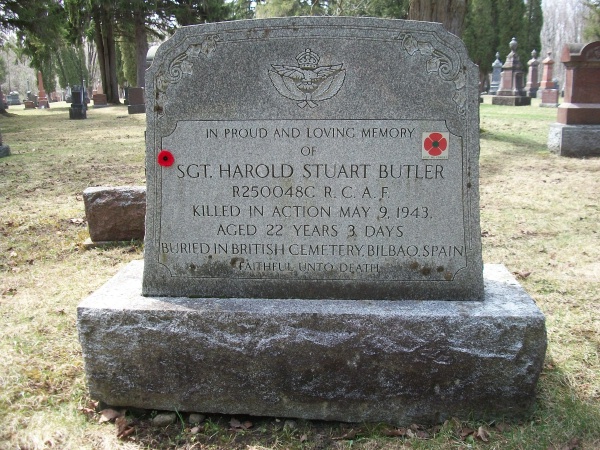 IN PROUD AND LOVING MEMORY
OF
SGT. HAROLD STUART BUTLER
R250048C R.C.A.F.
KILLED IN ACTION MAY 9, 1943.
AGED 22 YEARS 3 DAYS
BURIED IN BRITISH CEMETERY, BILBAO, SPAIN
FAITHFUL UNTO DEATH